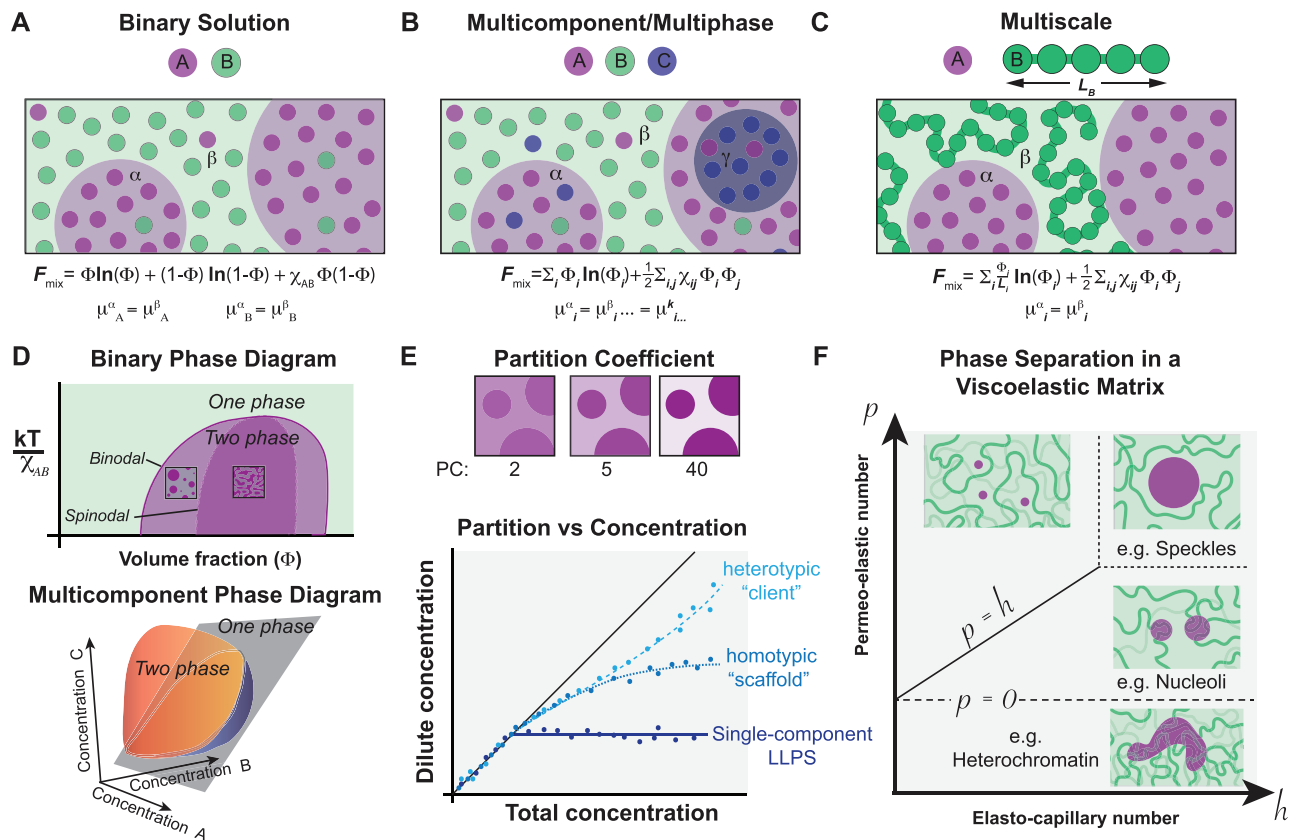 A Binary Solution
A B
β
α
F_mix = Φln(Φ) + (1-Φ) ln(1-Φ) + χ_AB Φ(1-Φ)
μ^α_A = μ^β_A μ^α_B = μ^β_B
B Multicomponent/Multiphase
A B C
β
γ
α
F_mix = Σ_i Φ_i ln(Φ_i) + 1/2 Σ_i,j χ_ij Φ_i Φ_j
μ^α_i = μ^β_i ... = μ^k_i...
C Multiscale
A B
L_B
β
α
F_mix = Σ_i Φ_i/L_i ln(Φ_i) + 1/2 Σ_i,j χ_ij Φ_i Φ_j
μ^α_i = μ^β_i
D Binary Phase Diagram
One phase
Two phase
kT
χ_AB
Binodal
Spinodal
Volume fraction (Φ)
Multicomponent Phase Diagram
One phase
Two phase
Concentration C
Concentration B
Concentration A
E Partition Coefficient
PC: 2 5 40
Partition vs Concentration
Dilute concentration
heterotypic
"client"
homotypic
"scaffold"
Single-component
LLPS
Total concentration
F Phase Separation in a
Viscoelastic Matrix
p
Permeo-elastic number
e.g. Speckles
p = h
e.g. Nucleoli
p = 0
e.g.
Heterochromatin
Elasto-capillary number
h